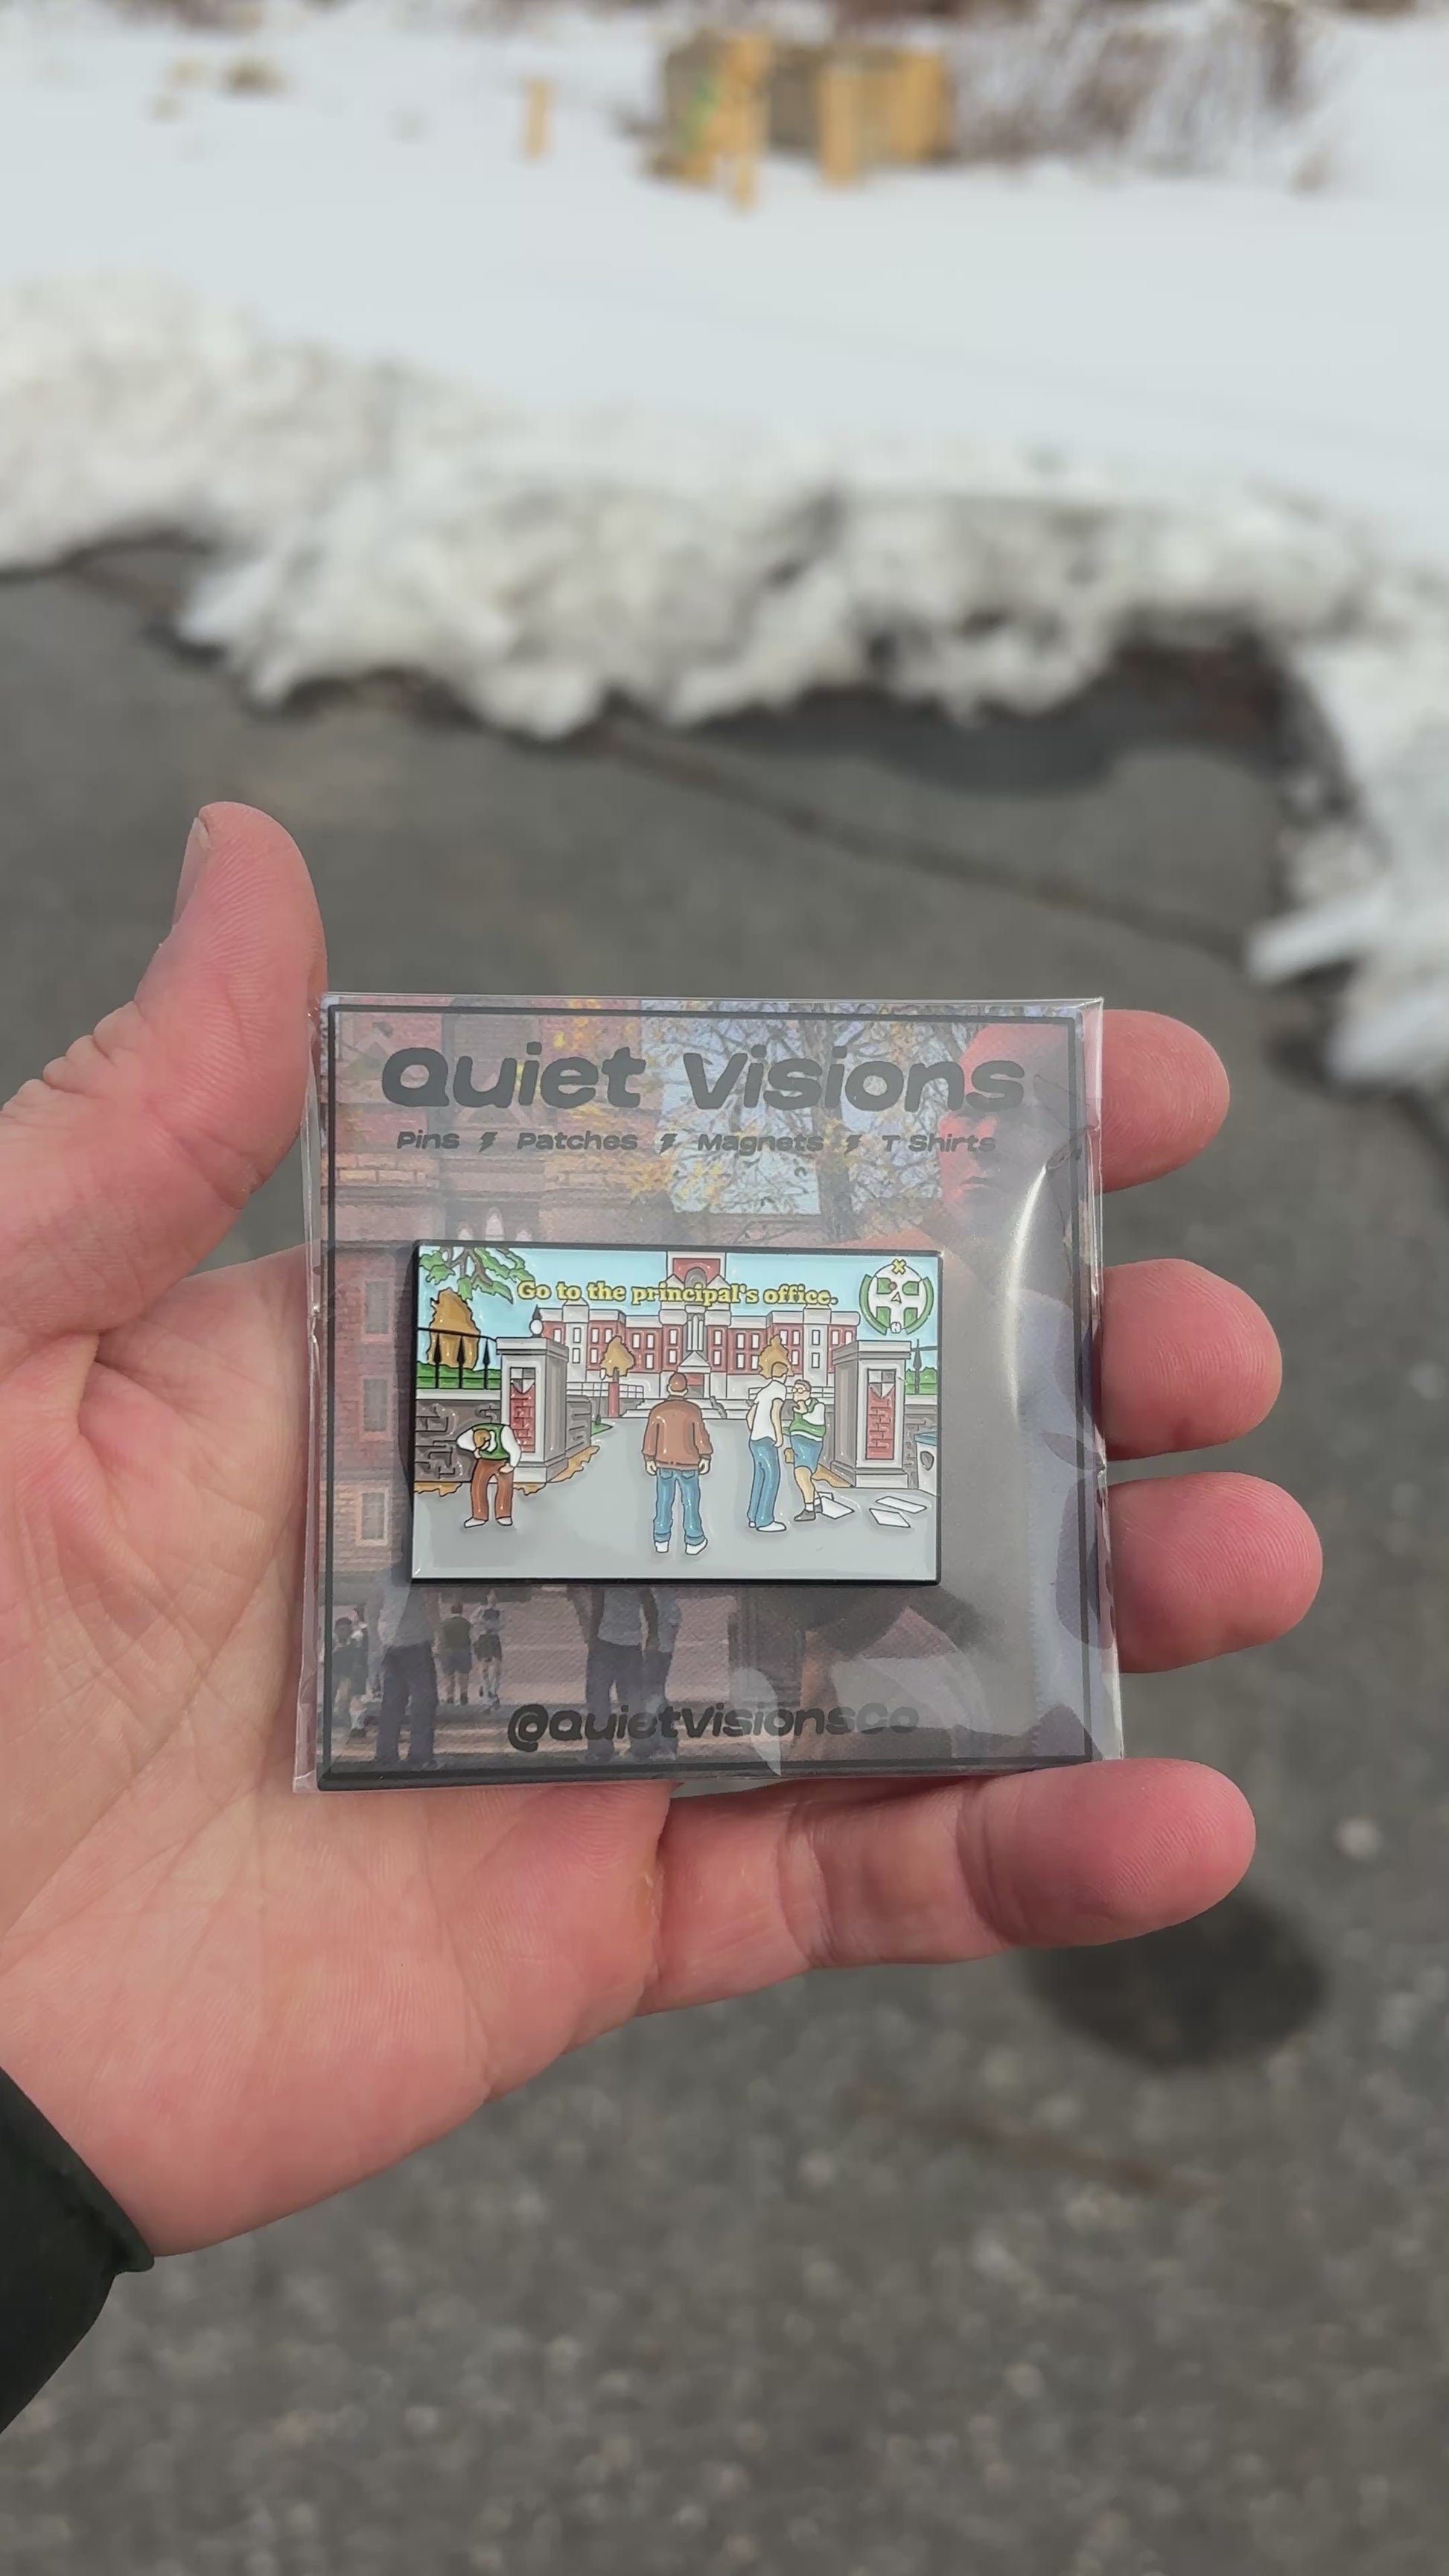 Quiet Visions
Pins Patches Magnets T Shirts
Go to the principal's office.
@QuietVisionsCo